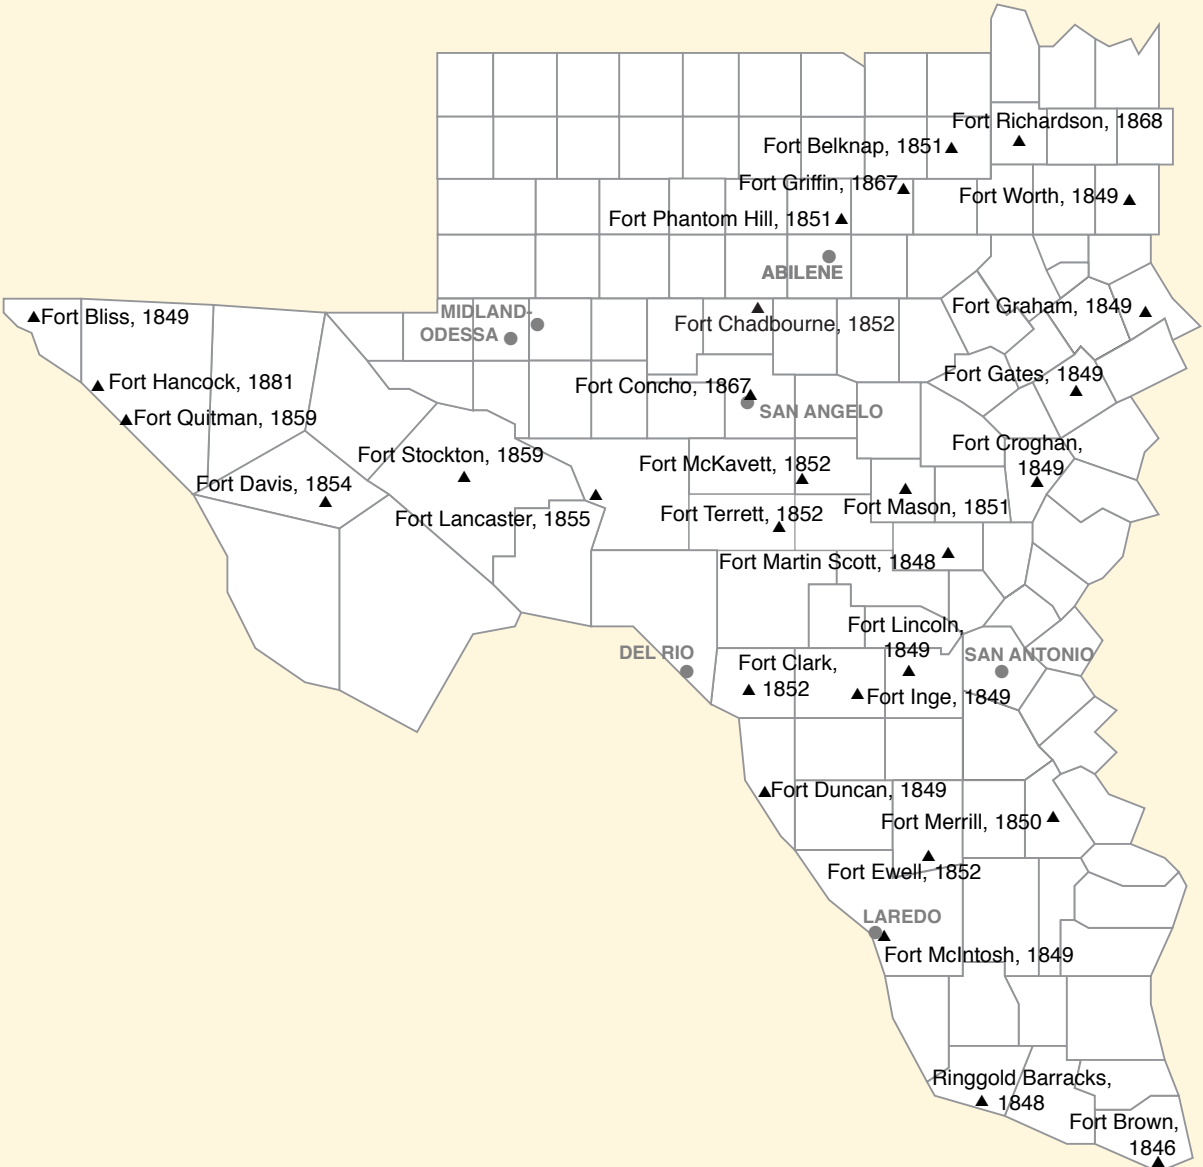 Fort Richardson, 1868
Fort Belknap, 1851
Fort Griffin, 1867
Fort Worth, 1849
Fort Phantom Hill, 1851
ABILENE
Fort Bliss, 1849
MIDLAND-
ODESSA
Fort Chadbourne, 1852
Fort Graham, 1849
Fort Hancock, 1881
Fort Concho, 1867
Fort Gates, 1849
SAN ANGELO
Fort Quitman, 1859
Fort Stockton, 1859
Fort McKavett, 1852
Fort Croghan,
1849
Fort Davis, 1854
Fort Lancaster, 1855
Fort Terrett, 1852
Fort Mason, 1851
Fort Martin Scott, 1848
Fort Lincoln,
1849
DEL RIO
Fort Clark,
1852
SAN ANTONIO
Fort Inge, 1849
Fort Duncan, 1849
Fort Merrill, 1850
Fort Ewell, 1852
LAREDO
Fort McIntosh, 1849
Ringgold Barracks,
1848
Fort Brown,
1846